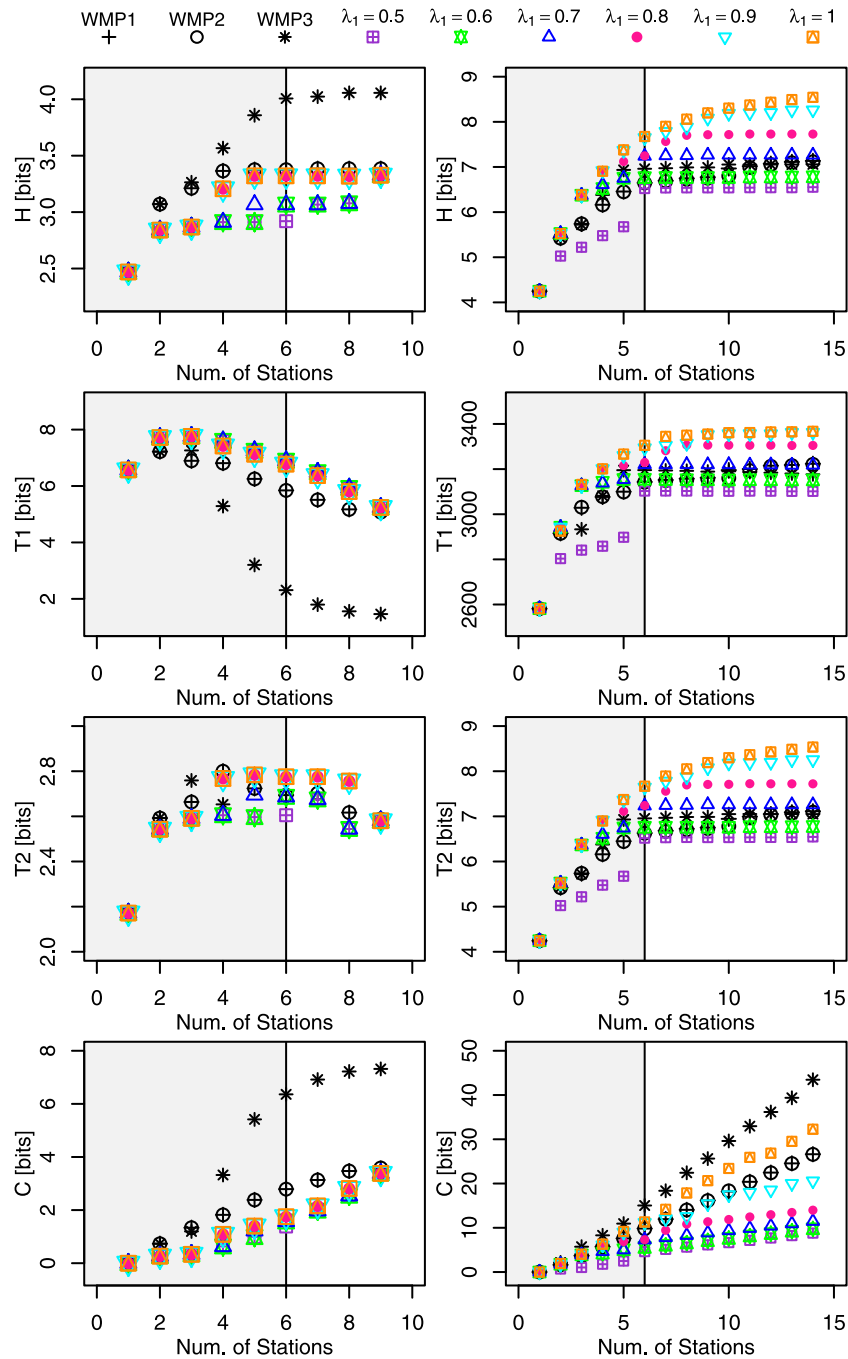 WMP1 WMP2 WMP3 λ1 = 0.5 λ1 = 0.6 λ1 = 0.7 λ1 = 0.8 λ1 = 0.9 λ1 = 1
H [bits]
2.5 3.0 3.5 4.0
0 2 4 6 8 10
Num. of Stations
H [bits]
4 5 6 7 8 9
0 5 10 15
Num. of Stations
T1 [bits]
2 4 6 8
0 2 4 6 8 10
Num. of Stations
T1 [bits]
2600 3000 3400
0 5 10 15
Num. of Stations
T2 [bits]
2.0 2.4 2.8
0 2 4 6 8 10
Num. of Stations
T2 [bits]
4 5 6 7 8 9
0 5 10 15
Num. of Stations
C [bits]
0 2 4 6 8
0 2 4 6 8 10
Num. of Stations
C [bits]
0 10 20 30 40 50
0 5 10 15
Num. of Stations